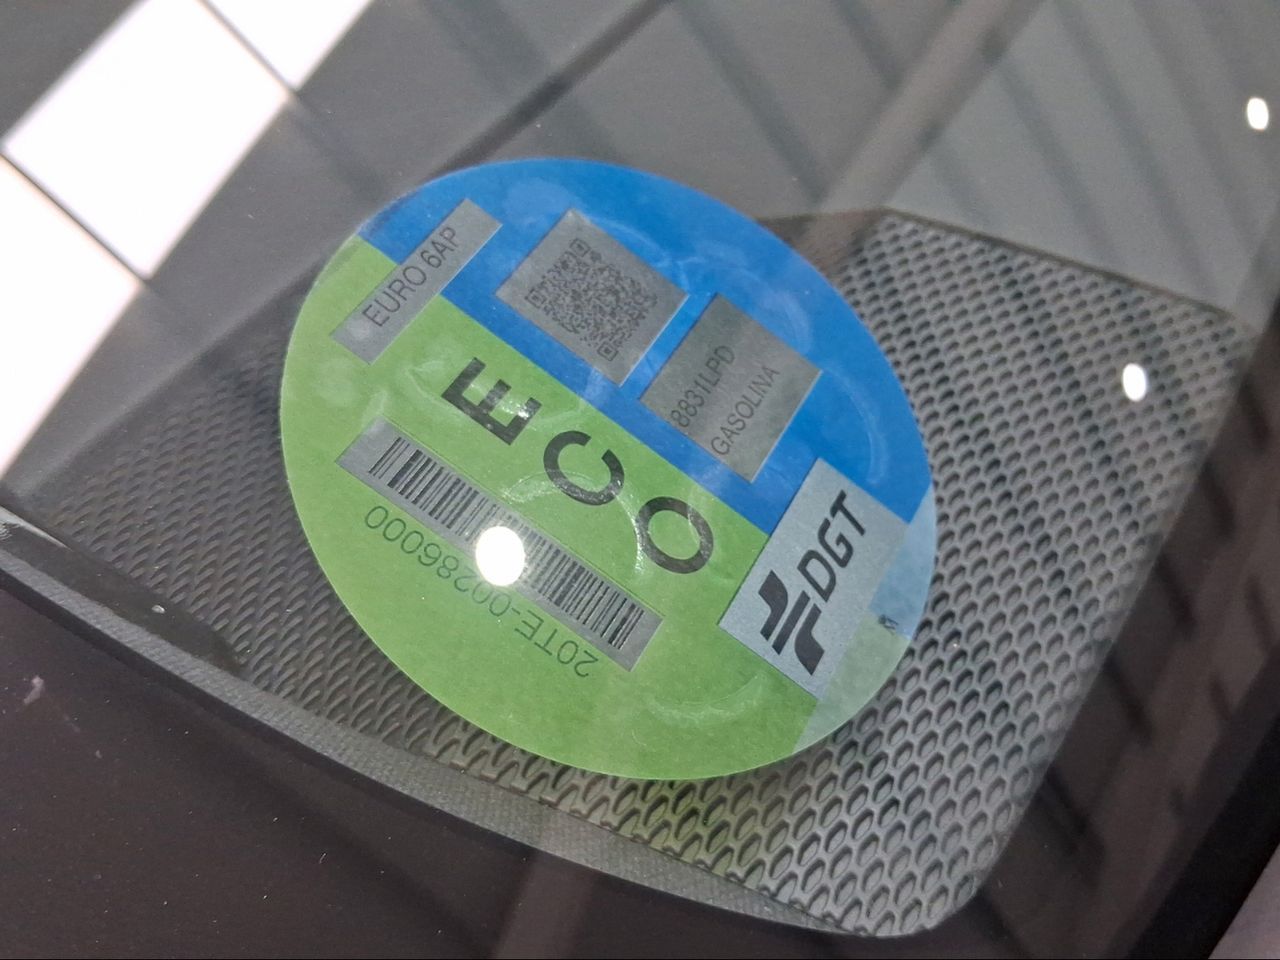 EURO 6AP
8831LPD
GASOLINA
ECO
DGT
20TE-00286000